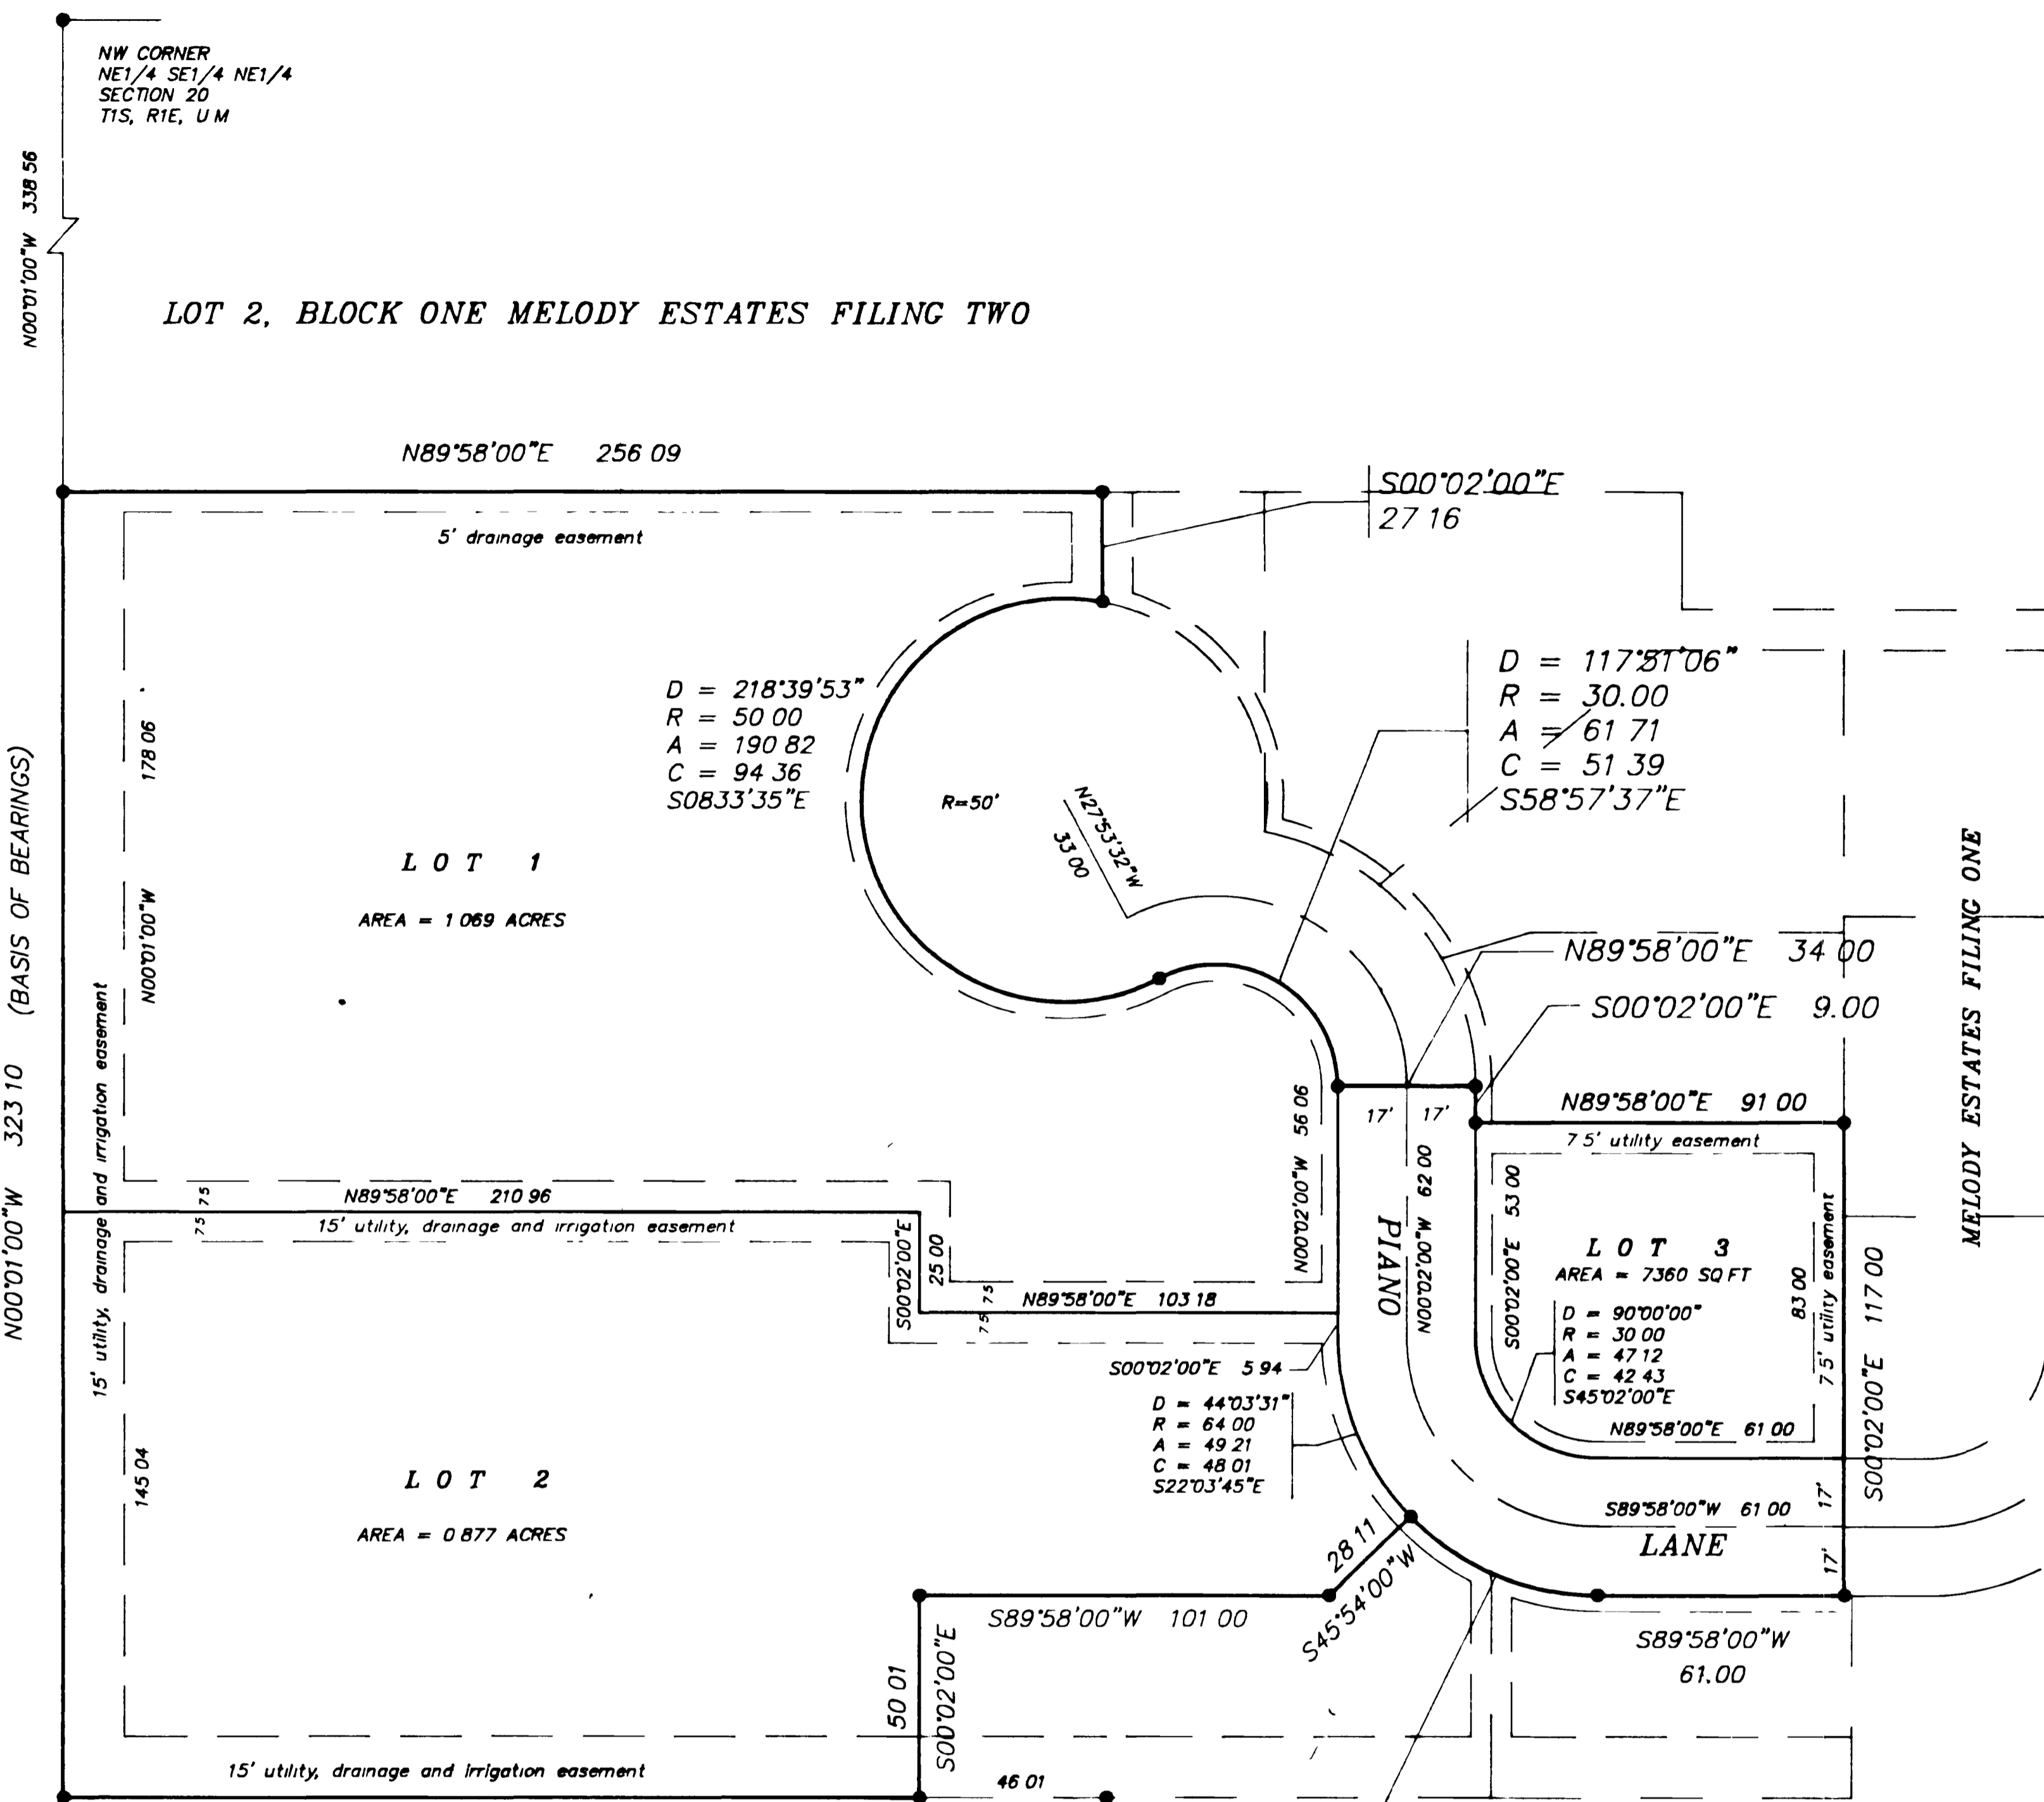 NW CORNER
NE1/4 SE1/4 NE1/4
SECTION 20
T1S, R1E, U M
N00°01'00"W 338 56
LOT 2, BLOCK ONE MELODY ESTATES FILING TWO
N89°58'00"E 256 09
S00°02'00"E
27 16
5' drainage easement
D = 218°39'53"
R = 50 00
A = 190 82
C = 94 36
S0833'35"E
R=50'
N27°53'32"W
33 00
D = 117°51'06"
R = 30.00
A = 61 71
C = 51 39
S58°57'37"E
178 06
N00°01'00"W
LOT 1
AREA = 1 069 ACRES
N00°01'00"W 323 10 (BASIS OF BEARINGS)
15' utility, drainage and irrigation easement
MELODY ESTATES FILING ONE
N89°58'00"E 34 00
S00°02'00"E 9.00
N89°58'00"E 91 00
7 5' utility easement
17' 17'
N00°02'00"W 56 06
N00°02'00"W 62 00
PIANO
S00°02'00"E 53 00
LOT 3
AREA = 7360 SQ FT
D = 90°00'00"
R = 30 00
A = 47 12
C = 42 43
S45°02'00"E
N89°58'00"E 61 00
83 00
7 5' utility easement
S00°02'00"E 117 00
7 5 7 5
N89°58'00"E 210 96
15' utility, drainage and irrigation easement
S00°02'00"E
25 00
N89°58'00"E 103 18
7 5 7 5
S00°02'00"E 5 94
D = 44°03'31"
R = 64 00
A = 49 21
C = 48 01
S22°03'45"E
145 04
LOT 2
AREA = 0 877 ACRES
S89°58'00"W 61 00
LANE
17'
17'
28 11
S45°54'00"W
S89°58'00"W 101 00
S89°58'00"W
61.00
50 01
S00°02'00"E
15' utility, drainage and irrigation easement
46 01